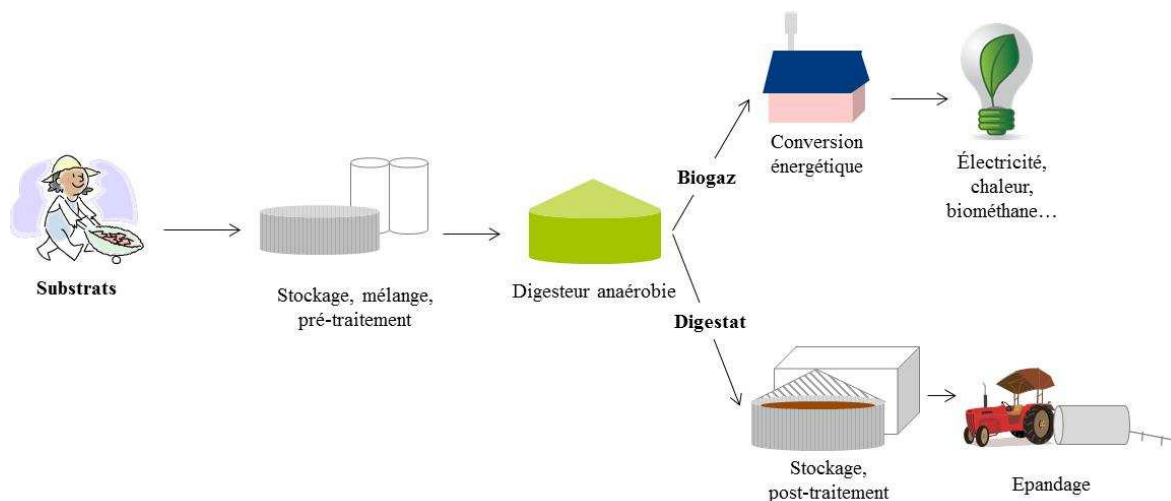 Substrats
Stockage, mélange,
pré-traitement
Digesteur anaérobie
Biogaz
Conversion
énergétique
Électricité,
chaleur,
biométhane…
Digestat
Stockage,
post-traitement
Epandage